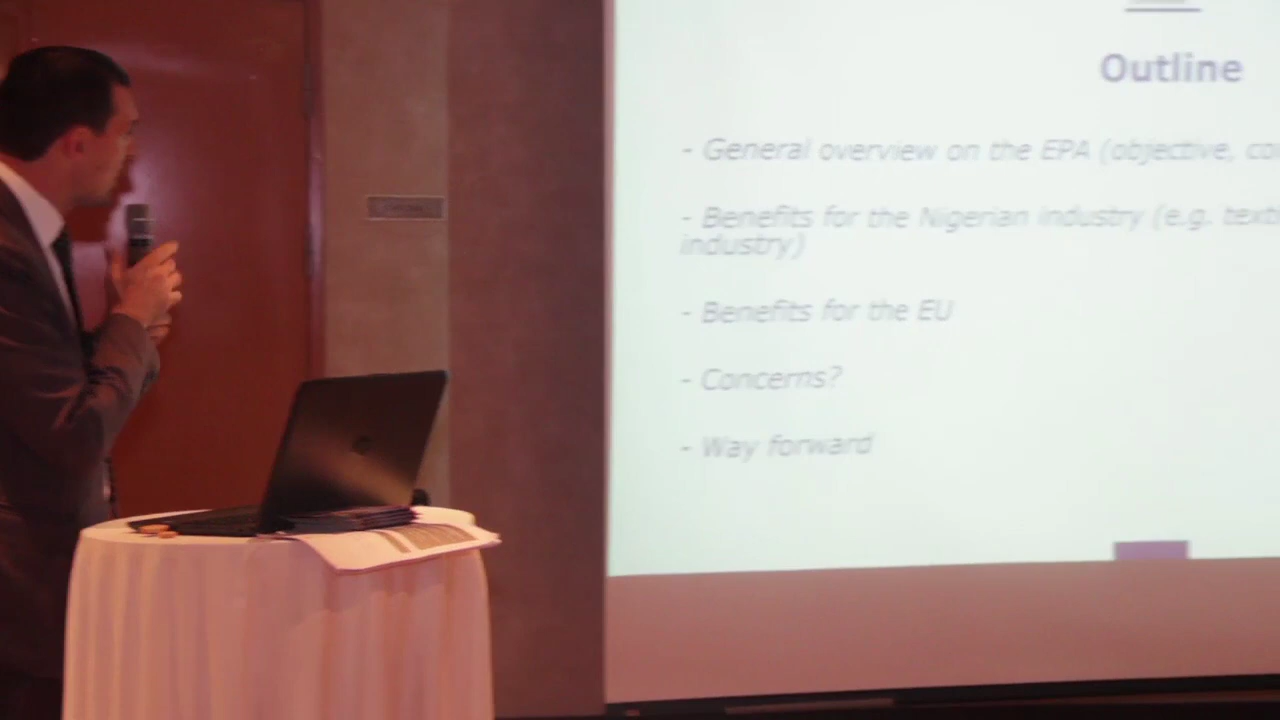 Outline
- General overview on the EPA (objective,
- Benefits for the Nigerian industry (e.g.
industry)
- Benefits for the EU
- Concerns?
- Way forward